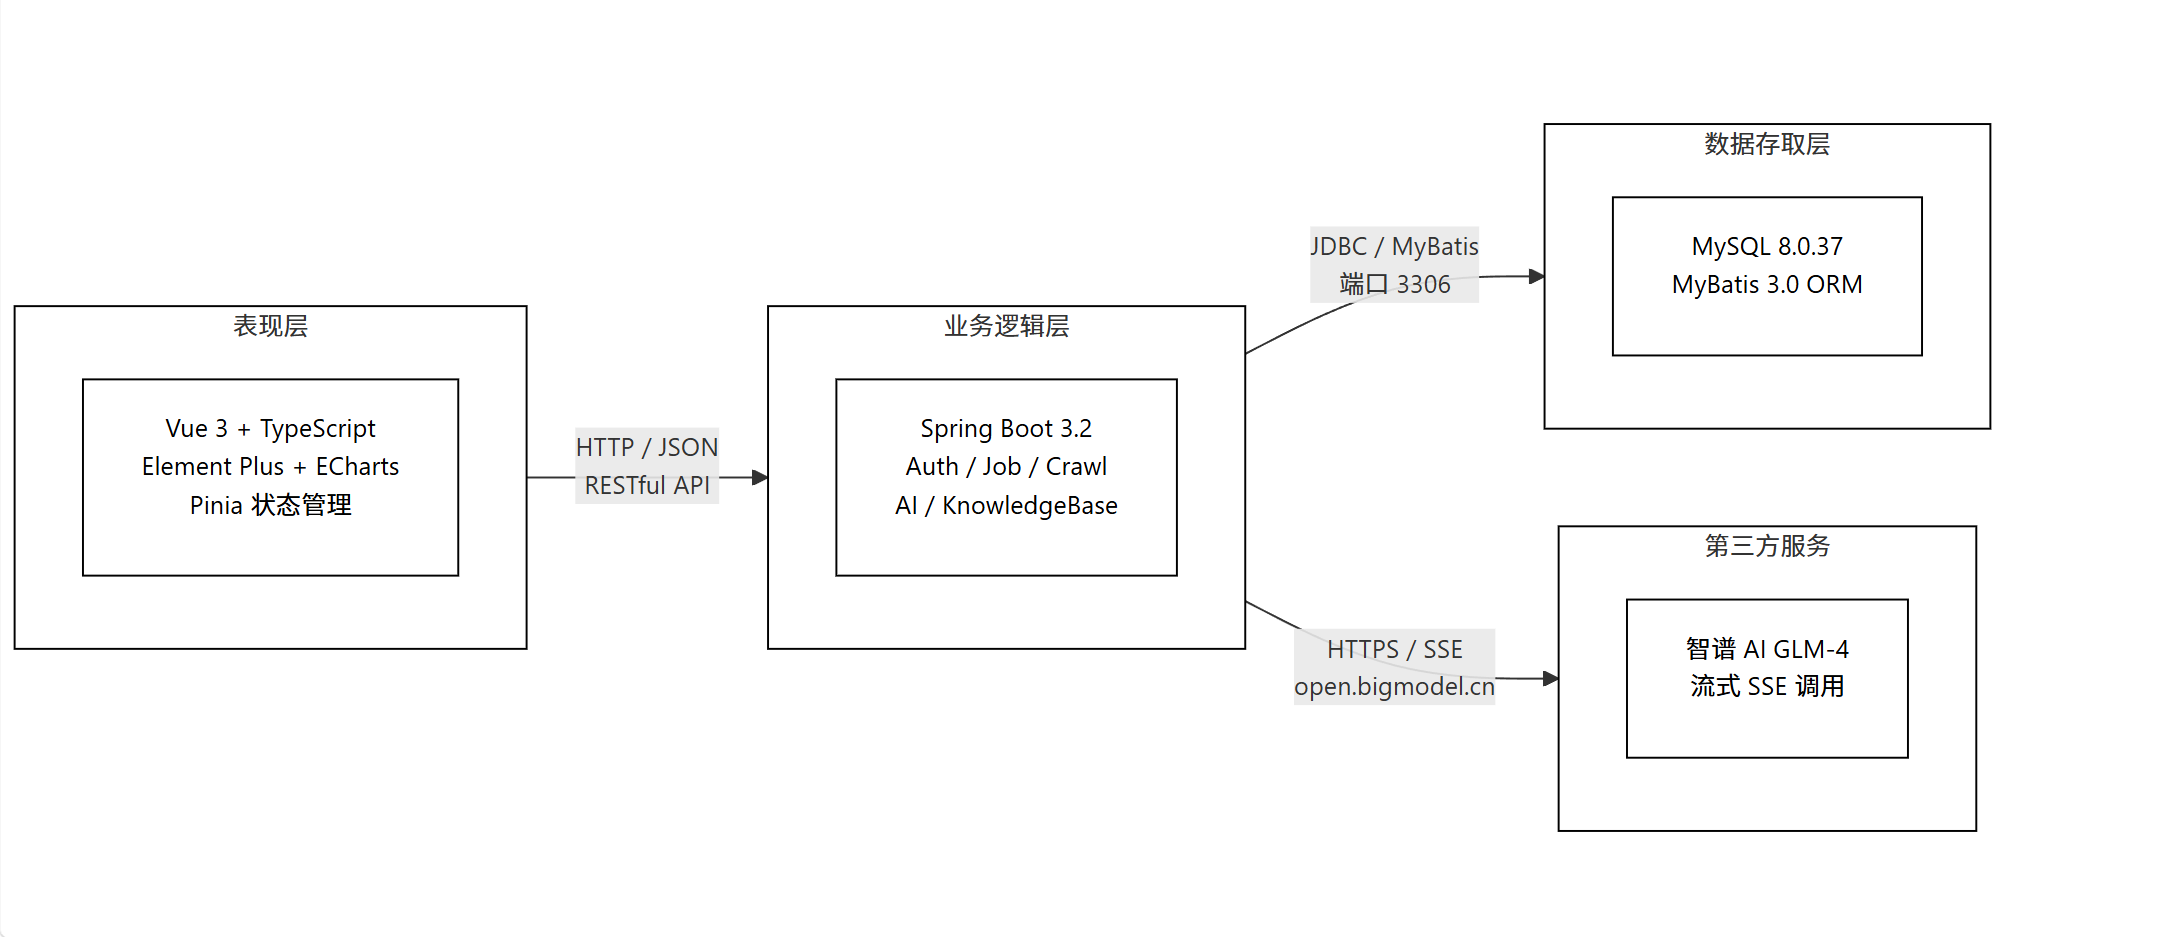 表现层
Vue 3 + TypeScript
Element Plus + ECharts
Pinia 状态管理
HTTP / JSON
RESTful API
业务逻辑层
Spring Boot 3.2
Auth / Job / Crawl
AI / KnowledgeBase
JDBC / MyBatis
端口 3306
数据存取层
MySQL 8.0.37
MyBatis 3.0 ORM
HTTPS / SSE
open.bigmodel.cn
第三方服务
智谱 AI GLM-4
流式 SSE 调用